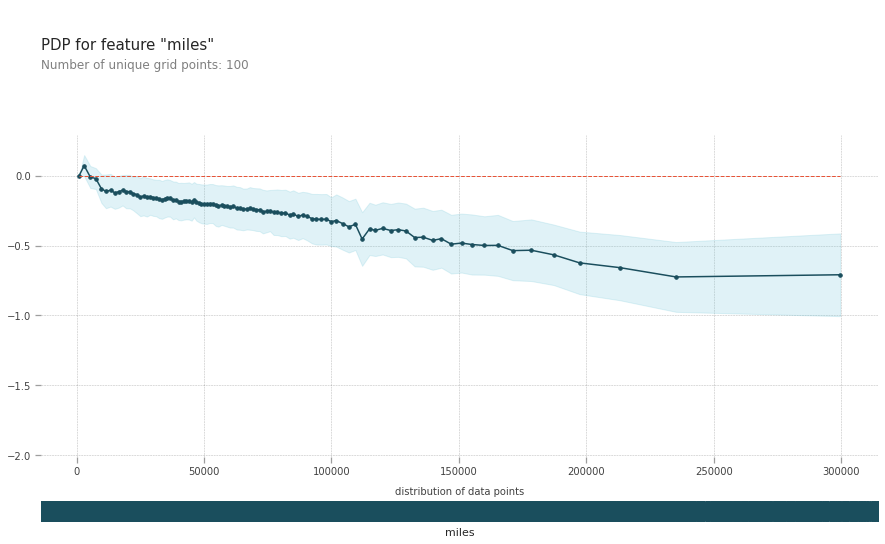 PDP for feature "miles"
Number of unique grid points: 100
0.0
−0.5
−1.0
−1.5
−2.0
0 50000 100000 150000 200000 250000 300000
distribution of data points
miles